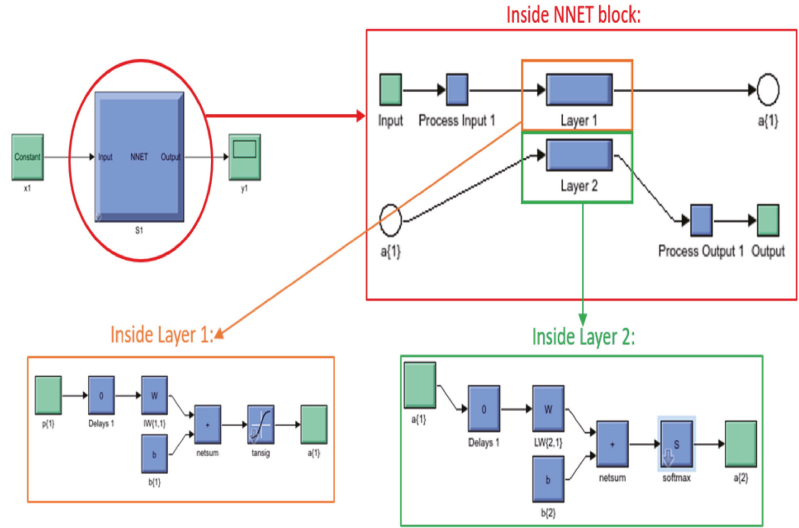 Inside NNET block:
Constant
x1
Input NNET Output
S1
y1
Input
Process Input 1
Layer 1
a{1}
Layer 2
a{1}
Process Output 1
Output
Inside Layer 1:
p{1}
0
Delays 1
W
IW{1,1}
b
b{1}
+
netsum
tansig
a{1}
Inside Layer 2:
a{1}
0
Delays 1
W
LW{2,1}
b
b{2}
+
netsum
S
softmax
a{2}